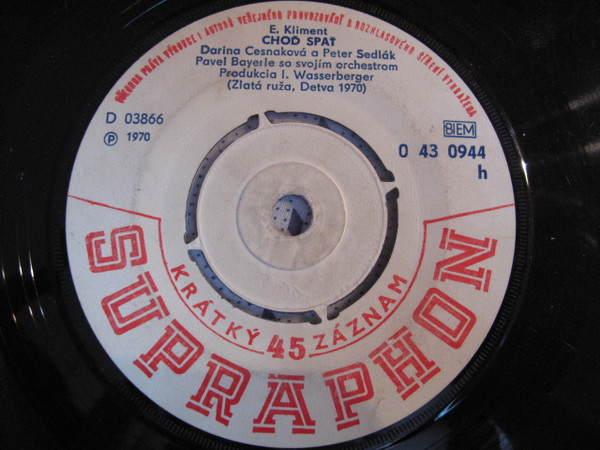 VŠECHNA PRÁVA VÝROBCE I AUTORŮ VEŘEJNÉHO PROVOZOVÁNÍ A ROZHLASOVÉHO ŠÍŘENÍ VYHRAŽENA
E. Kliment
CHOĎ SPAŤ
Darina Cesnaková a Peter Sedlák
Pavel Bayerle so svojím orchestrom
Produkcia I. Wasserberger
(Zlatá ruža, Detva 1970)
D 03866
Ⓟ 1970
BIEM
0 43 0944
h
KRÁTKÝ 45 ZÁZNAM
SUPRAPHON